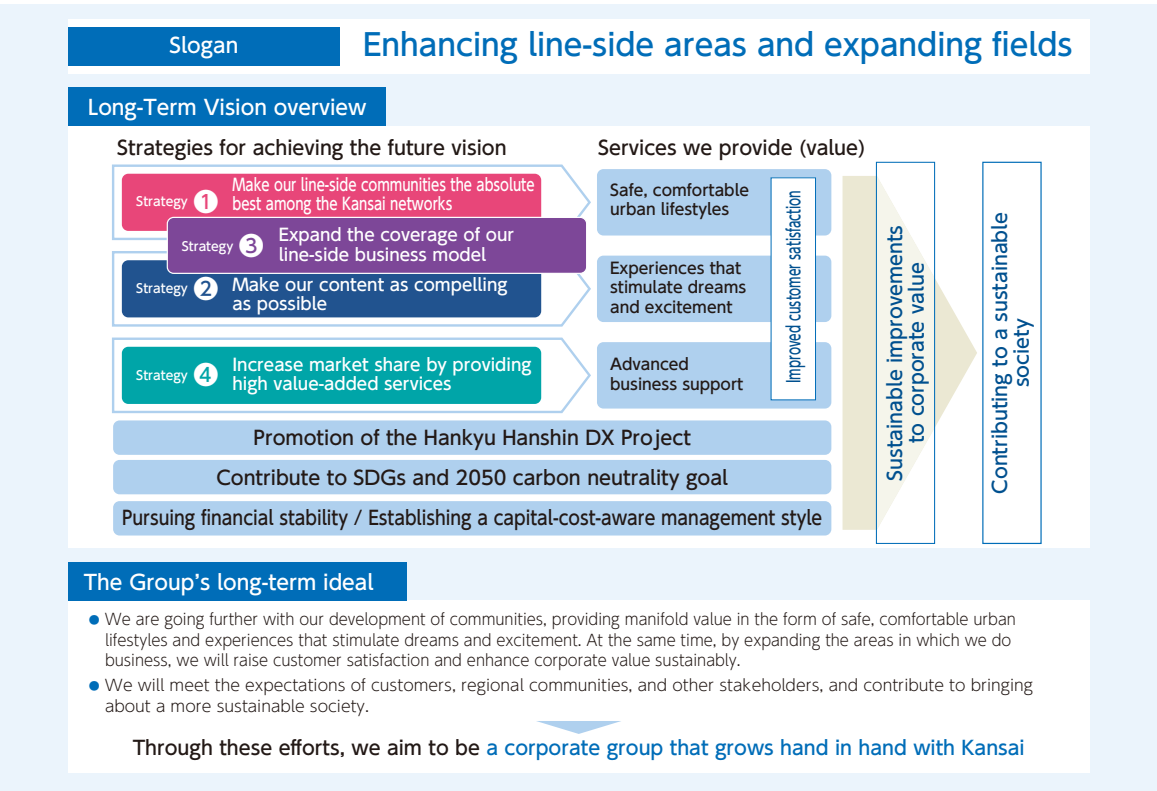 Slogan
Enhancing line-side areas and expanding fields
Long-Term Vision overview
Strategies for achieving the future vision
Strategy 1
Make our line-side communities the absolute
best among the Kansai networks
Strategy 3
Expand the coverage of our
line-side business model
Strategy 2
Make our content as compelling
as possible
Strategy 4
Increase market share by providing
high value-added services
Services we provide (value)
Safe, comfortable
urban lifestyles
Experiences that
stimulate dreams
and excitement
Advanced
business support
Improved customer satisfaction
Promotion of the Hankyu Hanshin DX Project
Contribute to SDGs and 2050 carbon neutrality goal
Pursuing financial stability / Establishing a capital-cost-aware management style
Sustainable improvements
to corporate value
Contributing to a sustainable
society
The Group's long-term ideal
● We are going further with our development of communities, providing manifold value in the form of safe, comfortable urban
lifestyles and experiences that stimulate dreams and excitement. At the same time, by expanding the areas in which we do
business, we will raise customer satisfaction and enhance corporate value sustainably.
● We will meet the expectations of customers, regional communities, and other stakeholders, and contribute to bringing
about a more sustainable society.
Through these efforts, we aim to be a corporate group that grows hand in hand with Kansai